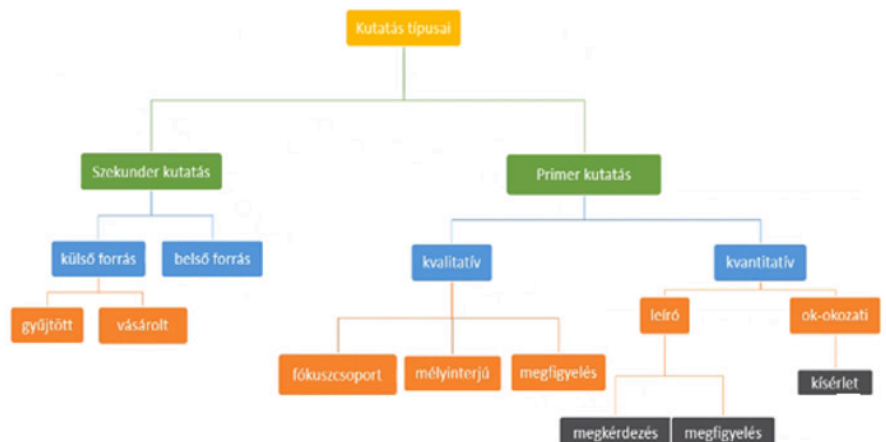 Kutatás típusai
Szekunder kutatás
Primer kutatás
külső forrás
belső forrás
kvalitatív
kvantitatív
gyűjtött
vásárolt
leíró
ok-okozati
fókuszcsoport
mélyinterjú
megfigyelés
kísérlet
megkérdezés
megfigyelés